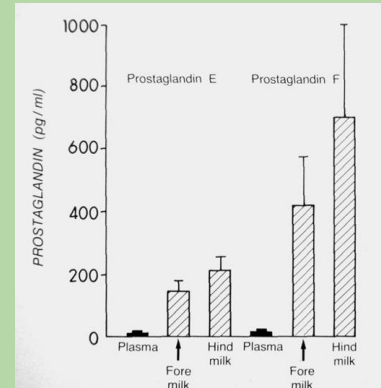 PROSTAGLANDIN (pg/ml)
1000
800
600
400
200
0
Prostaglandin E
Prostaglandin F
Plasma
Fore
milk
Hind
milk
Plasma
Fore
milk
Hind
milk